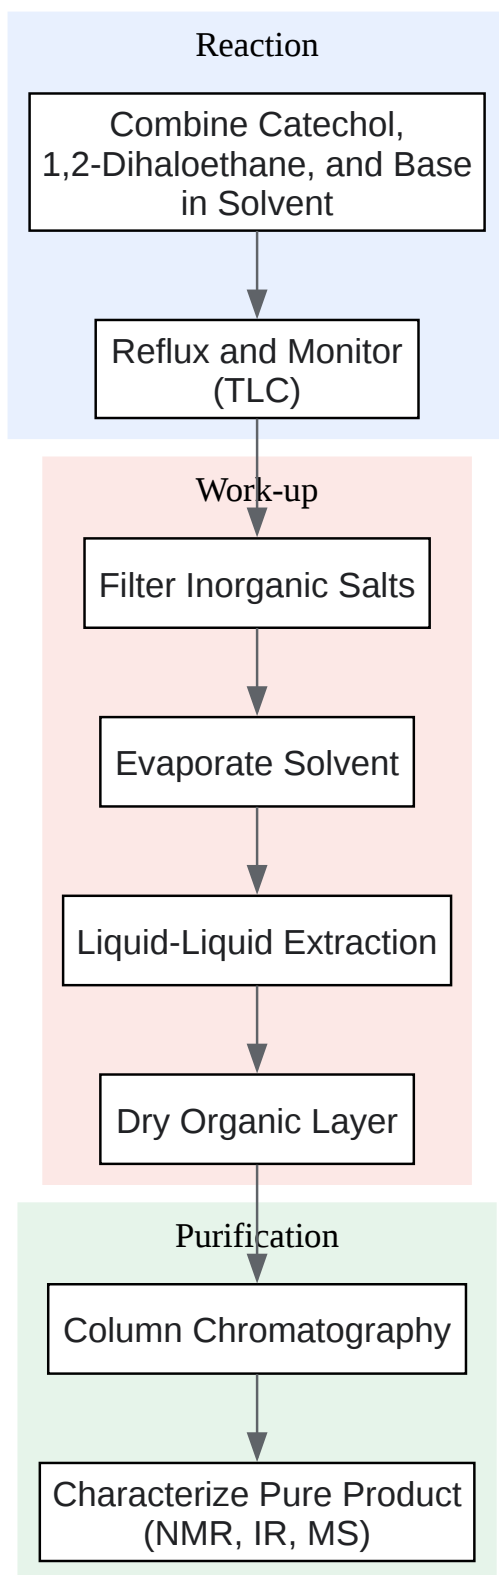 Reaction
Combine Catechol,
1,2-Dihaloethane, and Base
in Solvent
Reflux and Monitor
(TLC)
Work-up
Filter Inorganic Salts
Evaporate Solvent
Liquid-Liquid Extraction
Dry Organic Layer
Purification
Column Chromatography
Characterize Pure Product
(NMR, IR, MS)